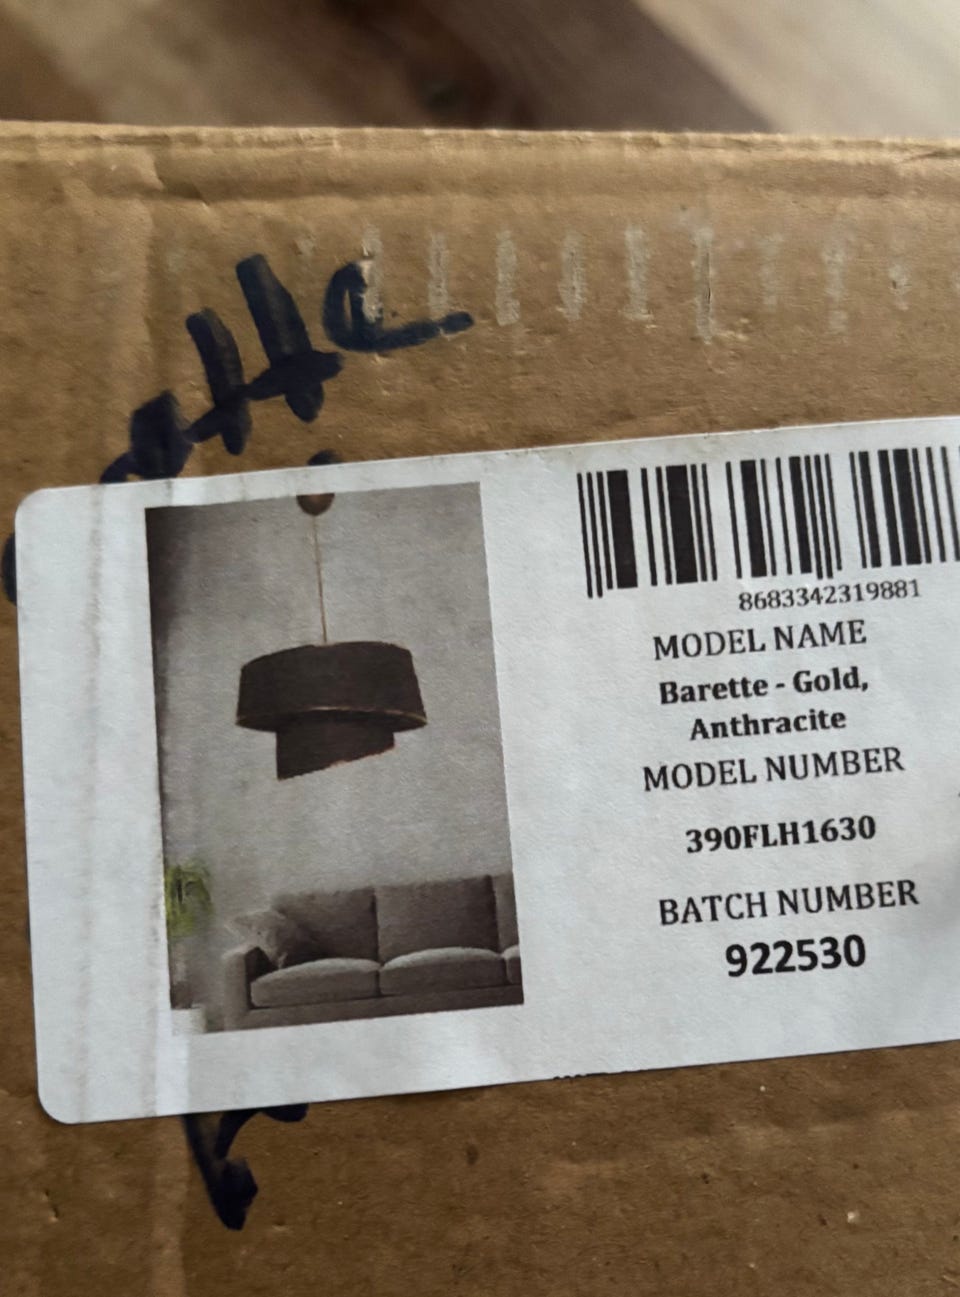 8683342319881
MODEL NAME
Barette - Gold,
Anthracite
MODEL NUMBER
390FLH1630
BATCH NUMBER
922530